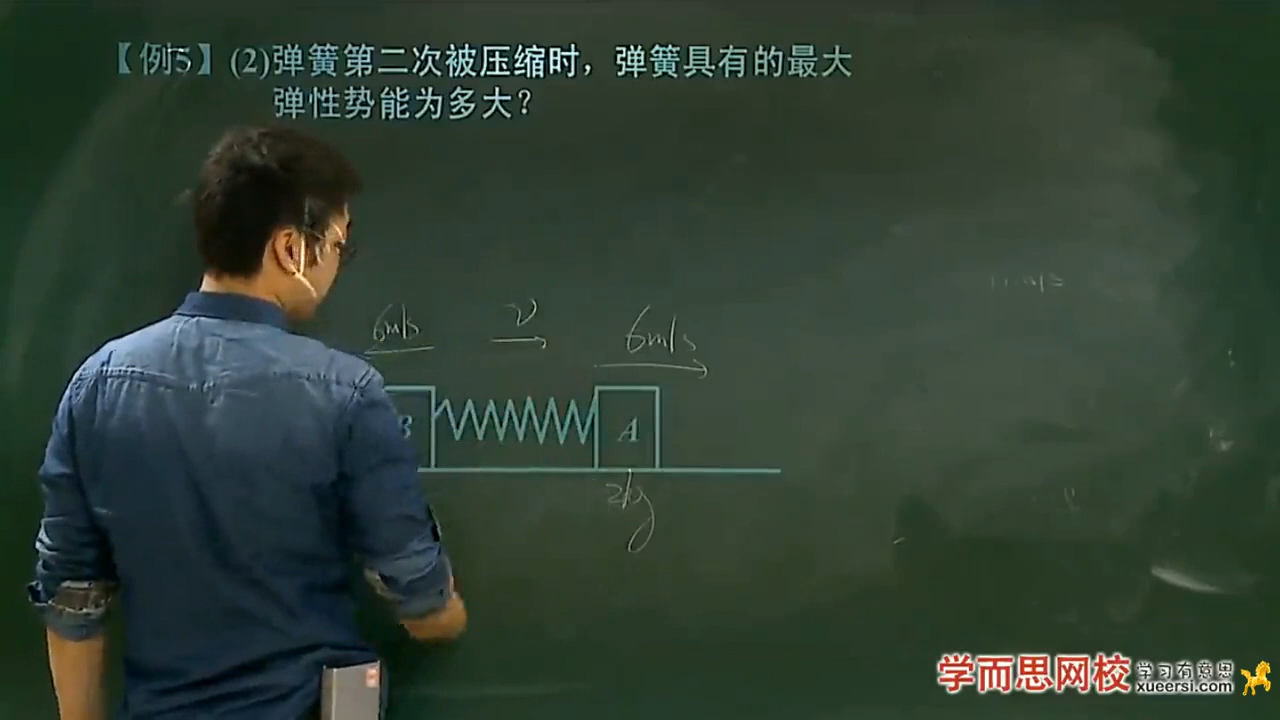 【例5】(2)弹簧第二次被压缩时，弹簧具有的最大
弹性势能为多大？
6m/s
v
6m/s
B
A
2kg
学而思网校
学习有意思
xueersi.com